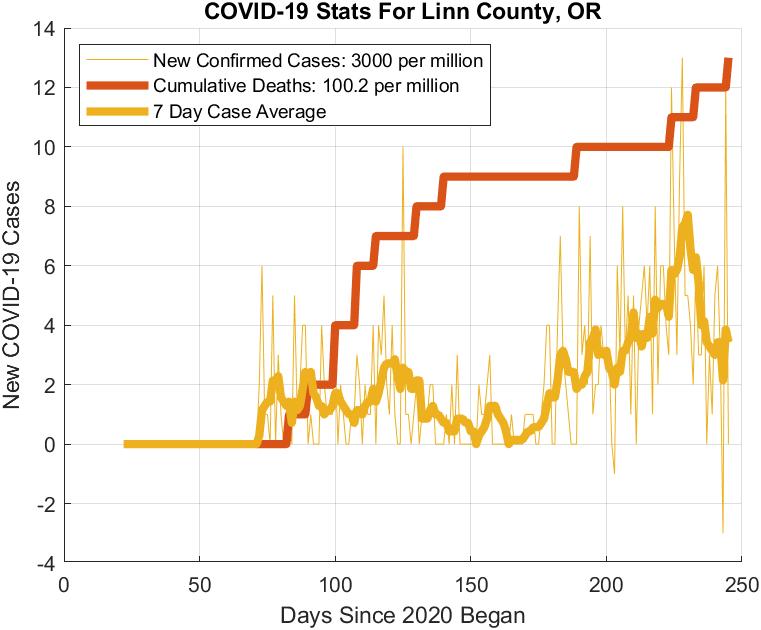 COVID-19 Stats For Linn County, OR
New Confirmed Cases: 3000 per million
Cumulative Deaths: 100.2 per million
7 Day Case Average
14
12
10
8
6
4
2
0
-2
-4
New COVID-19 Cases
0 50 100 150 200 250
Days Since 2020 Began